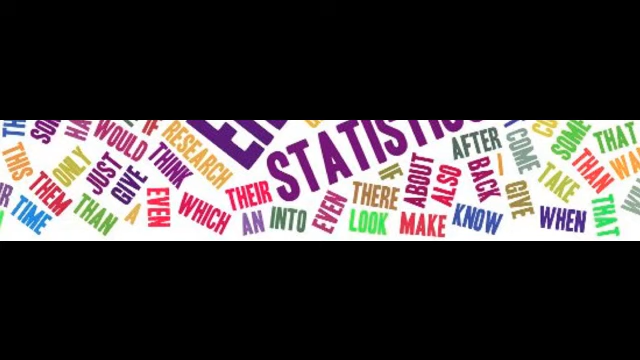 IF
RESEARCH
WOULD
THINK
THIS
ONLY
JUST
THEM
GIVE
TIME
THAN
A
EVEN
WHICH
THEIR
AN
INTO
EVEN
IF
THERE
LOOK
ABOUT
ALSO
MAKE
AFTER
BACK
KNOW
I
COME
GIVE
TAKE
WHEN
SOME
THAN
THAT
THAT